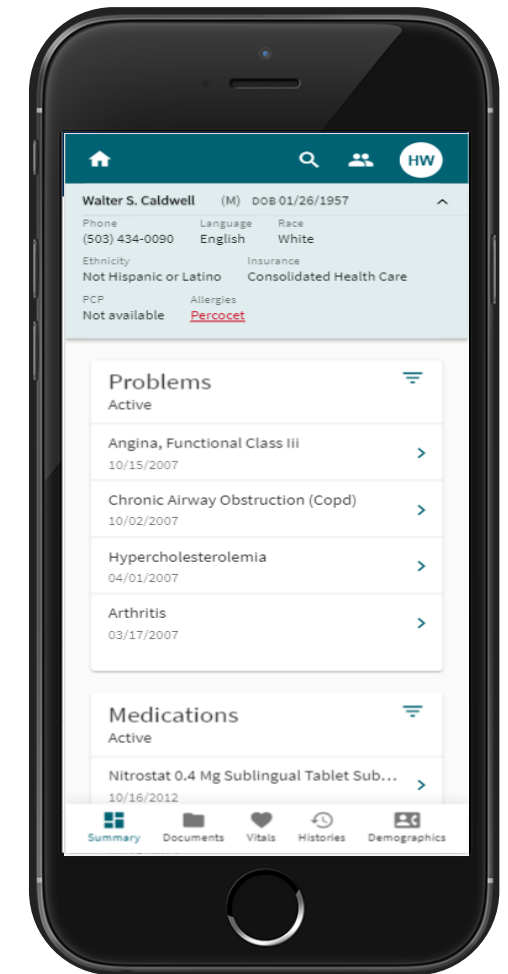 HW
Walter S. Caldwell (M) DOB 01/26/1957
Phone Language Race
(503) 434-0090 English White
Ethnicity Insurance
Not Hispanic or Latino Consolidated Health Care
PCP Allergies
Not available Percocet
Problems
Active
Angina, Functional Class Iii
10/15/2007
Chronic Airway Obstruction (Copd)
10/02/2007
Hypercholesterolemia
04/01/2007
Arthritis
03/17/2007
Medications
Active
Nitrostat 0.4 Mg Sublingual Tablet Sub...
10/16/2012
Summary Documents Vitals Histories Demographics